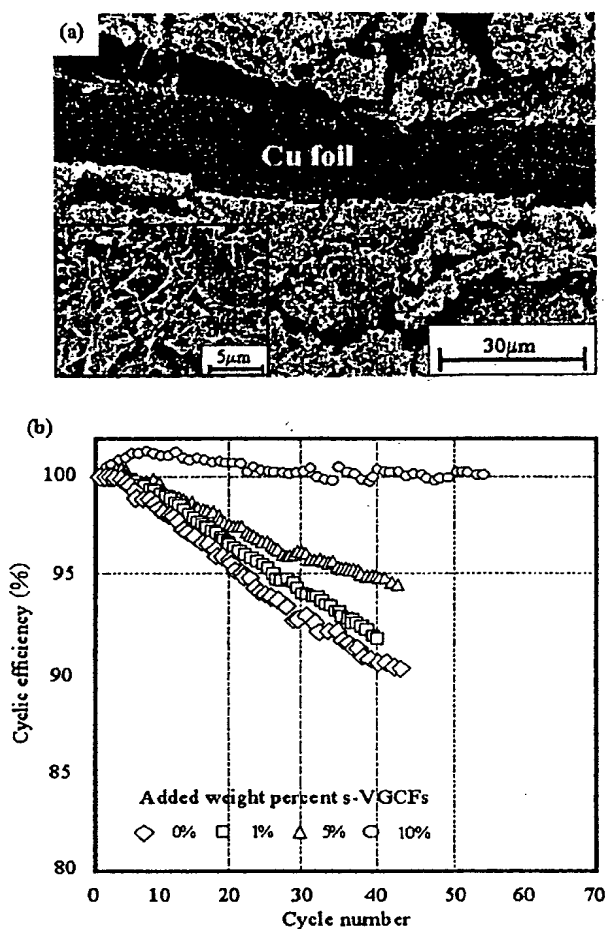 (a)
Cu foil
5μm
30μm
(b)
100
95
90
85
80
Cyclic efficiency (%)
Added weight percent s-VGCFs
0% 1% 5% 10%
0 10 20 30 40 50 60 70
Cycle number